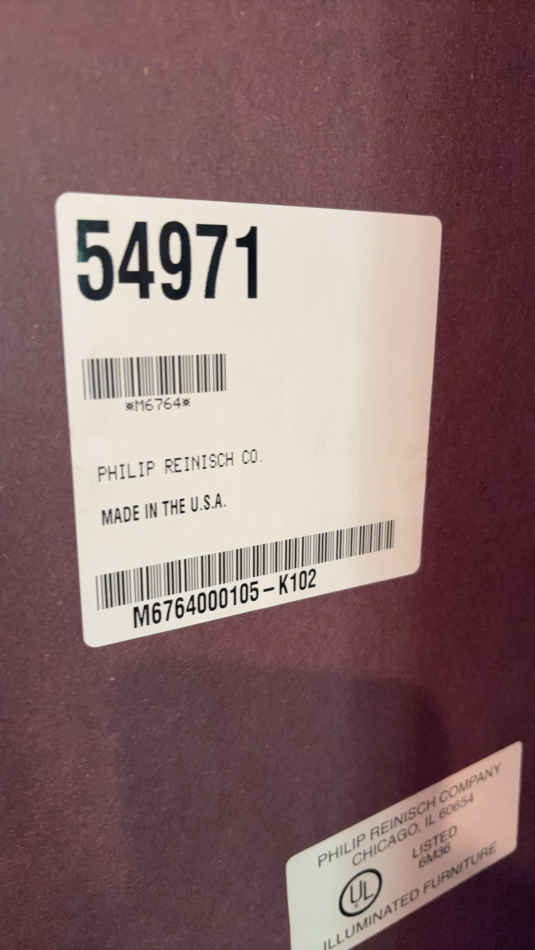 54971
*M6764*
PHILIP REINISCH CO.
MADE IN THE U.S.A.
M6764000105-K102
PHILIP REINISCH COMPANY
CHICAGO, IL 60654
LISTED
6M36
UL
ILLUMINATED FURNITURE